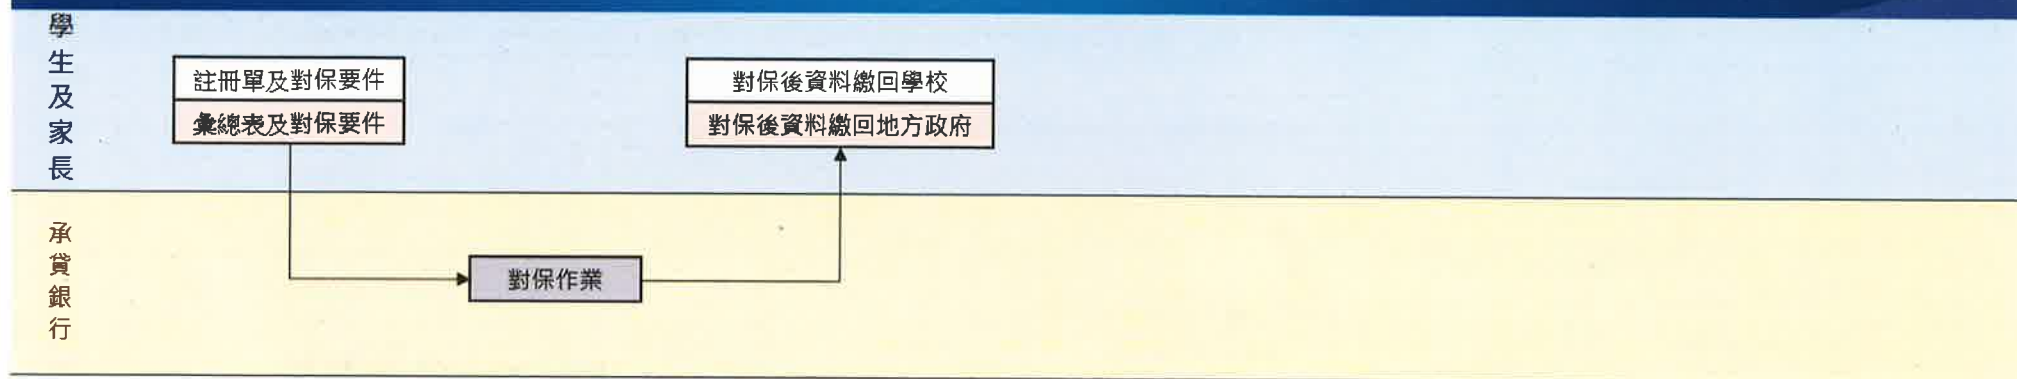 學生及家長
註冊單及對保要件
彙總表及對保要件
對保後資料繳回學校
對保後資料繳回地方政府
承貸銀行
對保作業